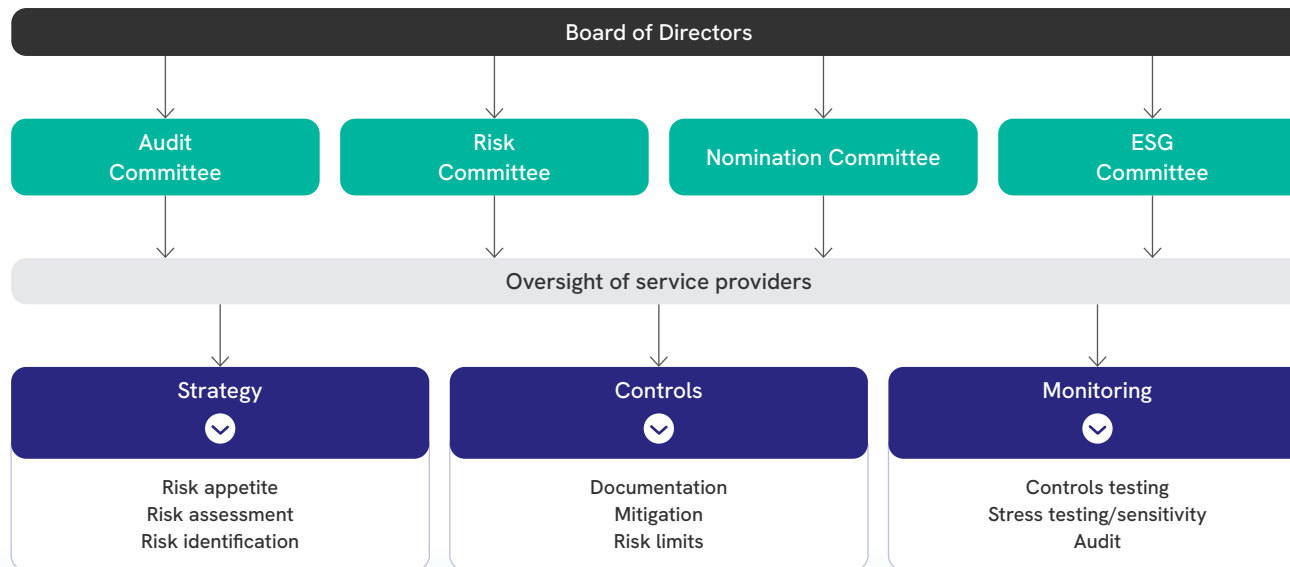 Board of Directors
Audit
Committee
Risk
Committee
Nomination Committee
ESG
Committee
Oversight of service providers
Strategy
Risk appetite
Risk assessment
Risk identification
Controls
Documentation
Mitigation
Risk limits
Monitoring
Controls testing
Stress testing/sensitivity
Audit